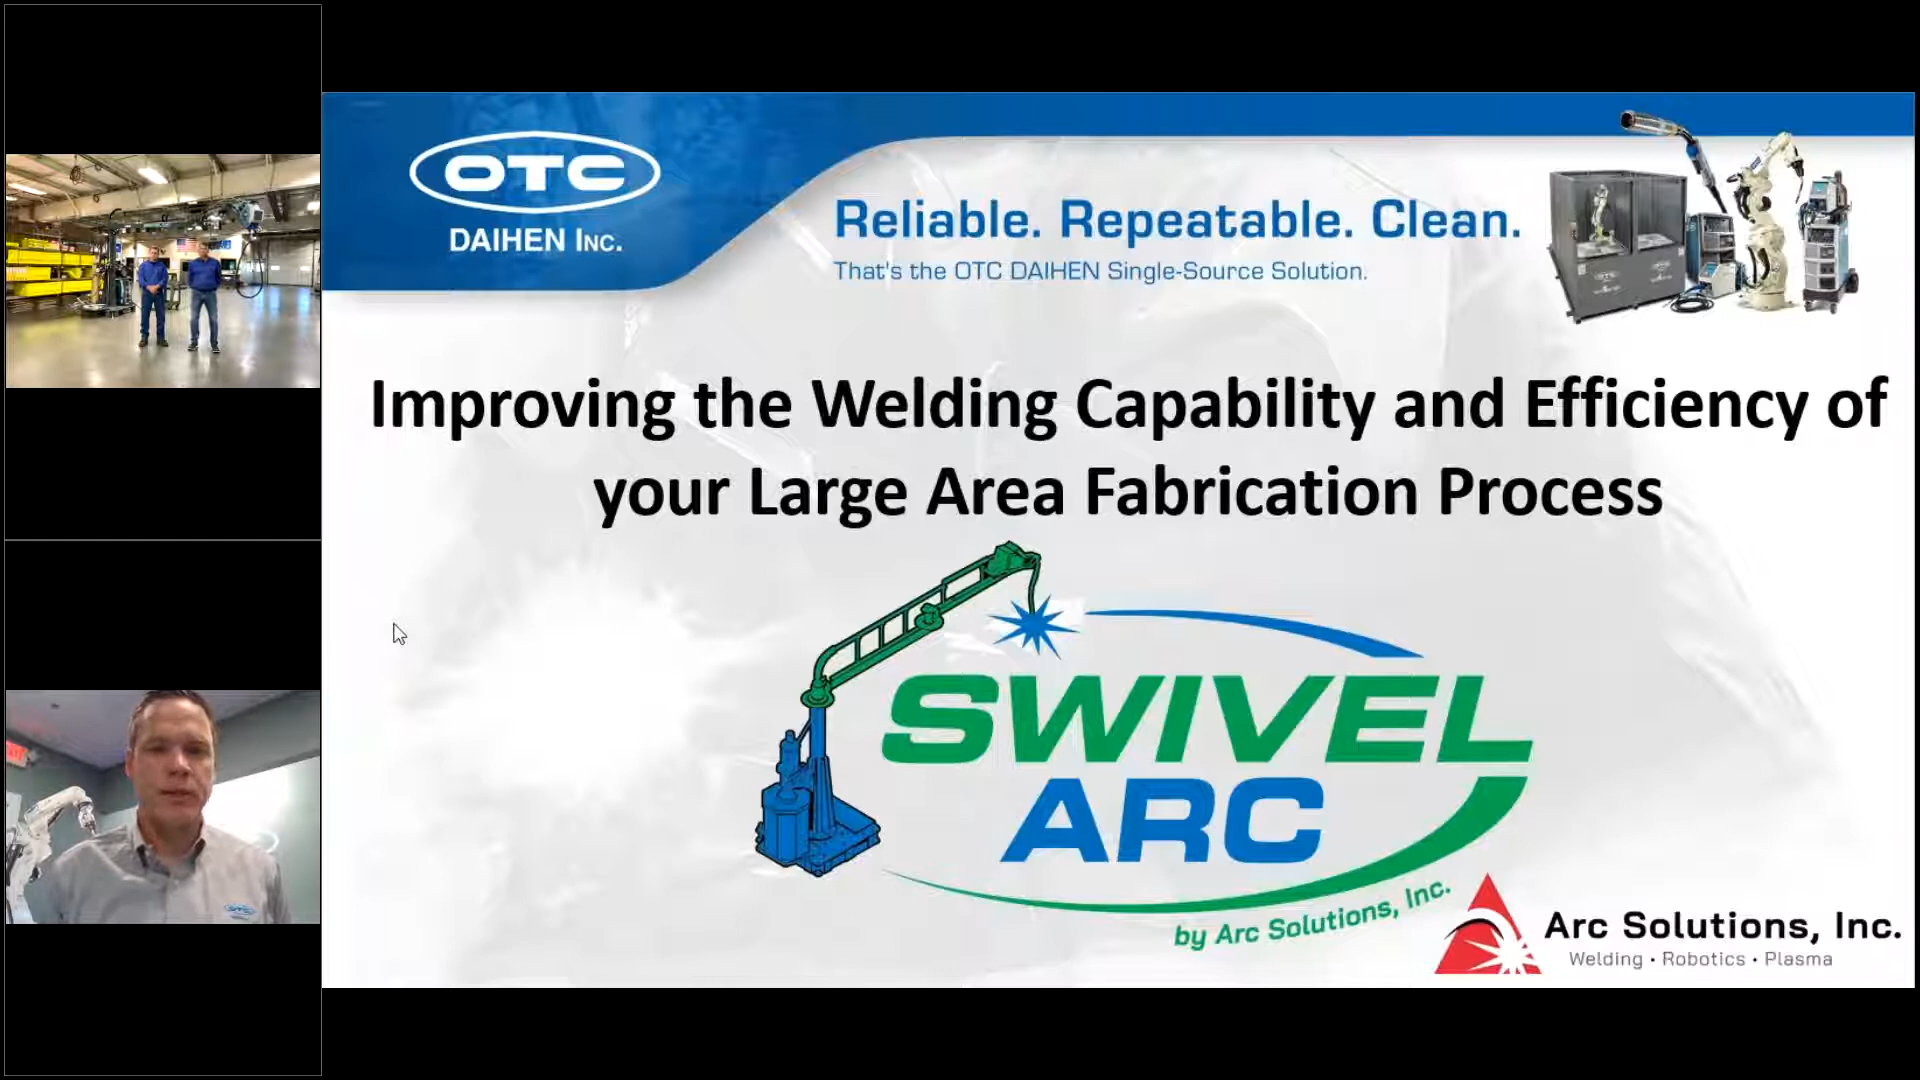 OTC
DAIHEN INC.
Reliable. Repeatable. Clean.
That's the OTC DAIHEN Single-Source Solution.
Improving the Welding Capability and Efficiency of
your Large Area Fabrication Process
SWIVEL
ARC
by Arc Solutions, Inc.
Arc Solutions, Inc.
Welding • Robotics • Plasma